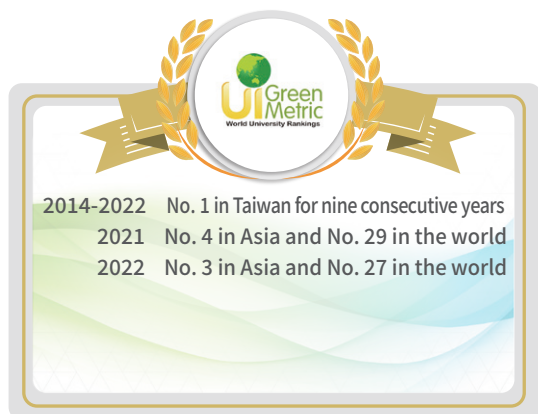 UI Green
Metric
World University Rankings
2014-2022 No. 1 in Taiwan for nine consecutive years
2021 No. 4 in Asia and No. 29 in the world
2022 No. 3 in Asia and No. 27 in the world